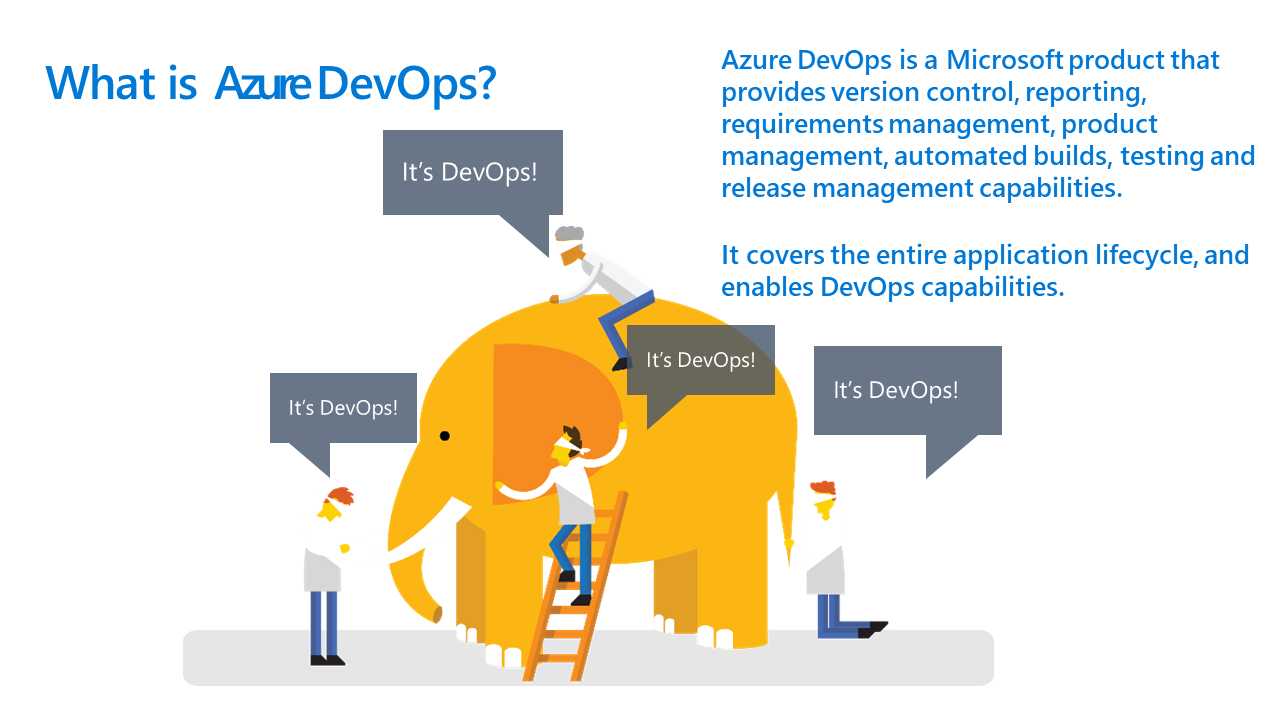 What is Azure DevOps?
Azure DevOps is a Microsoft product that
provides version control, reporting,
requirements management, product
management, automated builds, testing and
release management capabilities.
It covers the entire application lifecycle, and
enables DevOps capabilities.
It’s DevOps!
It’s DevOps!
It’s DevOps!
It’s DevOps!